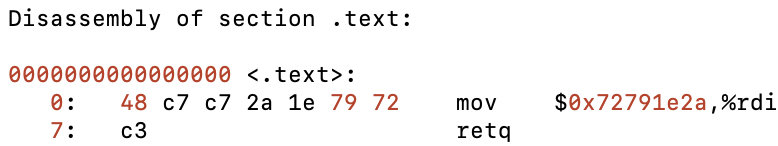 Disassembly of section .text:
0000000000000000 <.text>:
0: 48 c7 c7 2a 1e 79 72 mov $0x72791e2a,%rdi
7: c3 retq